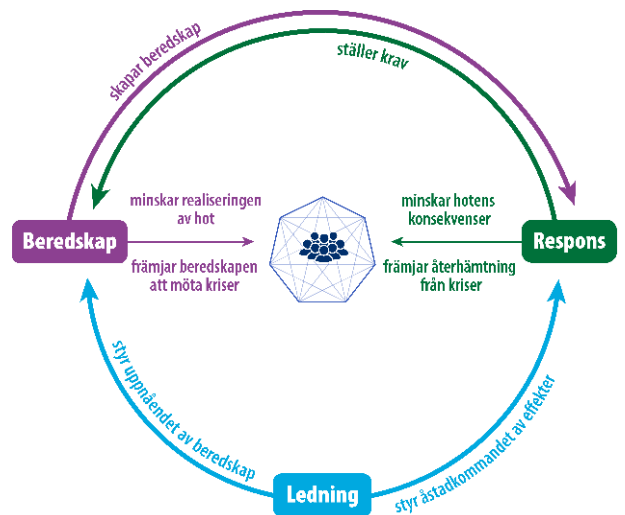 skapar beredskap
ställer krav
minskar realiseringen
av hot
minskar hotens
konsekvenser
Beredskap
Respons
främjar beredskapen
att möta kriser
främjar återhämtning
från kriser
styr uppnåendet av beredskap
styr åstadkommandet av effekter
Ledning